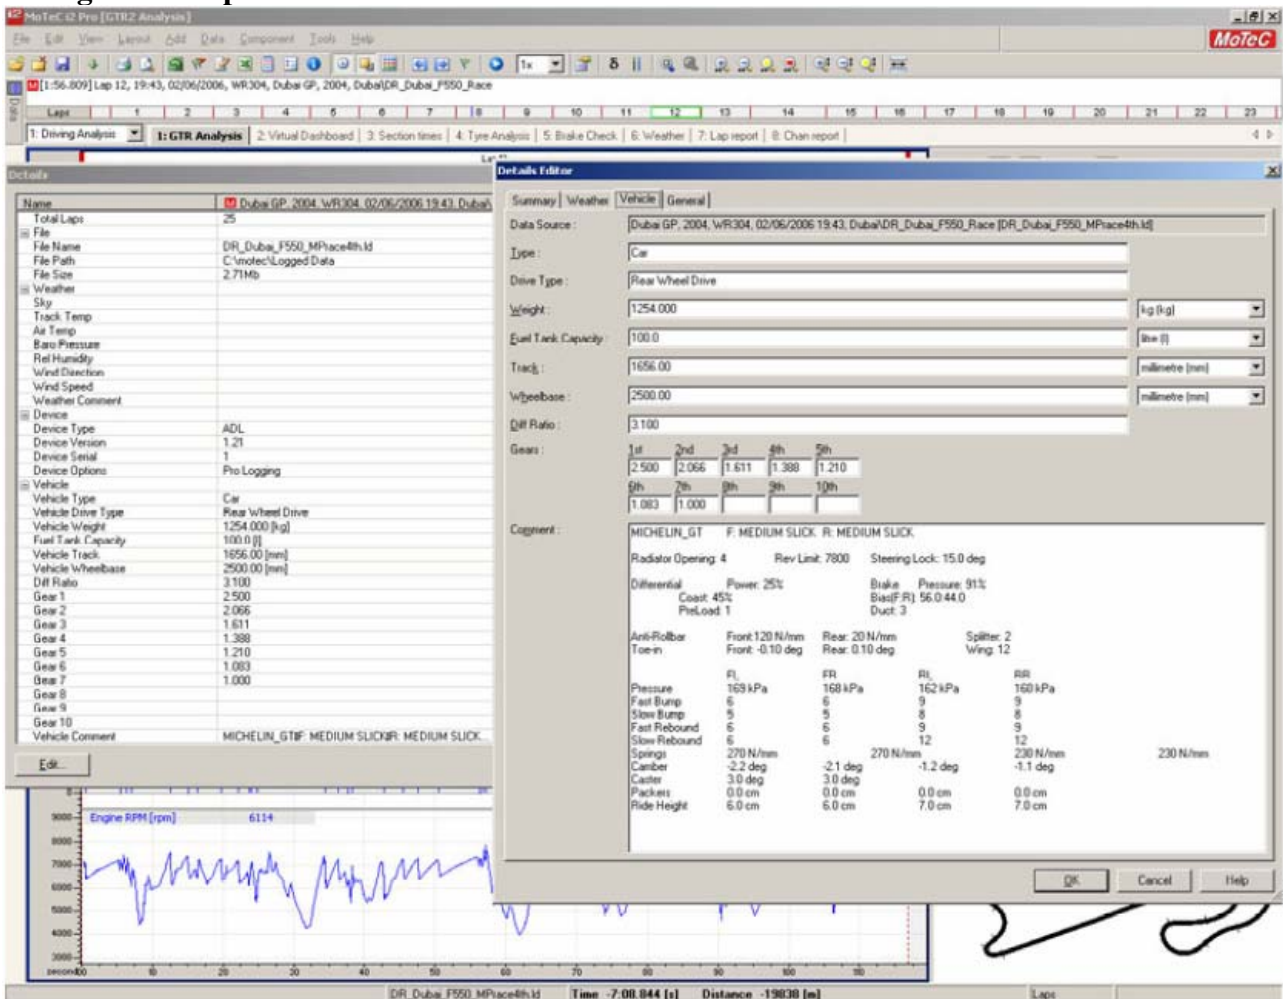 MoTeC i2 Pro [GTR2 Analysis]
File Edit View Layout Add Data Component Tools Help
MoTeC
1x
[1:56.809] Lap 12, 19:43, 02/06/2006, WR304, Dubai GP, 2004, Dubai\DR_Dubai_F550_Race
Laps 1 2 3 4 5 6 7 8 9 10 11 12 13 14 15 16 17 18 19 20 21 22 23
Data
1: Driving Analysis 1: GTR Analysis 2: Virtual Dashboard 3: Section times 4: Tyre Analysis 5: Brake Check 6: Weather 7: Lap report 8: Chan report
Details
Name Dubai GP, 2004, WR304, 02/06/2006 19:43, Dubai\
Total Laps 25
File
File Name DR_Dubai_F550_MPrace4th.ld
File Path C:\motec\Logged Data
File Size 2.71Mb
Weather
Sky
Track Temp
Air Temp
Baro Pressure
Rel Humidity
Wind Direction
Wind Speed
Weather Comment
Device
Device Type ADL
Device Version 1.21
Device Serial 1
Device Options Pro Logging
Vehicle
Vehicle Type Car
Vehicle Drive Type Rear Wheel Drive
Vehicle Weight 1254.000 [kg]
Fuel Tank Capacity 100.0 [l]
Vehicle Track 1656.00 [mm]
Vehicle Wheelbase 2500.00 [mm]
Diff Ratio 3.100
Gear 1 2.500
Gear 2 2.066
Gear 3 1.611
Gear 4 1.388
Gear 5 1.210
Gear 6 1.083
Gear 7 1.000
Gear 8
Gear 9
Gear 10
Vehicle Comment MICHELIN_GT F: MEDIUM SLICK R: MEDIUM SLICK...
Edit...
Details Editor
Summary Weather Vehicle General
Data Source : Dubai GP, 2004, WR304, 02/06/2006 19:43, Dubai\DR_Dubai_F550_Race [DR_Dubai_F550_MPrace4th.ld]
Type : Car
Drive Type : Rear Wheel Drive
Weight : 1254.000 kg [kg]
Fuel Tank Capacity : 100.0 litre [l]
Track : 1656.00 millimetre [mm]
Wheelbase : 2500.00 millimetre [mm]
Diff Ratio : 3.100
Gears : 1st 2nd 3rd 4th 5th
2.500 2.066 1.611 1.388 1.210
6th 7th 8th 9th 10th
1.083 1.000
Comment : MICHELIN_GT F: MEDIUM SLICK R: MEDIUM SLICK
Radiator Opening: 4 Rev Limit: 7800 Steering Lock: 15.0 deg
Differential Power: 25% Brake Pressure: 91%
Coast: 45% Bias(F:R): 56.0:44.0
PreLoad: 1 Duct: 3
Anti-Rollbar Front:120 N/mm Rear: 20 N/mm Splitter: 2
Toe-in Front: -0.10 deg Rear: 0.10 deg Wing: 12
FL FR RL RR
Pressure 169 kPa 168 kPa 162 kPa 160 kPa
Fast Bump 6 6 9 9
Slow Bump 5 5 8 8
Fast Rebound 6 6 9 9
Slow Rebound 6 6 12 12
Springs 270 N/mm 270 N/mm 230 N/mm 230 N/mm
Camber -2.2 deg -2.1 deg -1.2 deg -1.1 deg
Caster 3.0 deg 3.0 deg
Packers 0.0 cm 0.0 cm 0.0 cm 0.0 cm
Ride Height 6.0 cm 6.0 cm 7.0 cm 7.0 cm
OK Cancel Help
Engine RPM [rpm] 6114
9000
8000
7000
6000
5000
4000
3000
seconds 0 10 20 30 40 50 60 70 80 90 100 110
DR_Dubai_F550_MPrace4th.ld Time -7:08.844 [s] Distance -19838 [m] Laps